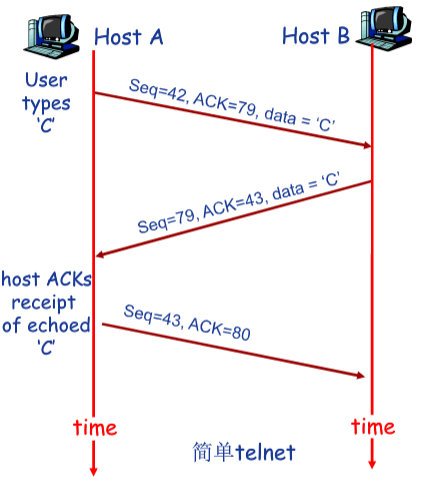 Host A
Host B
User
types
'C'
Seq=42, ACK=79, data = 'C'
Seq=79, ACK=43, data = 'C'
host ACKs
receipt
of echoed
'C'
Seq=43, ACK=80
time
time
简单telnet